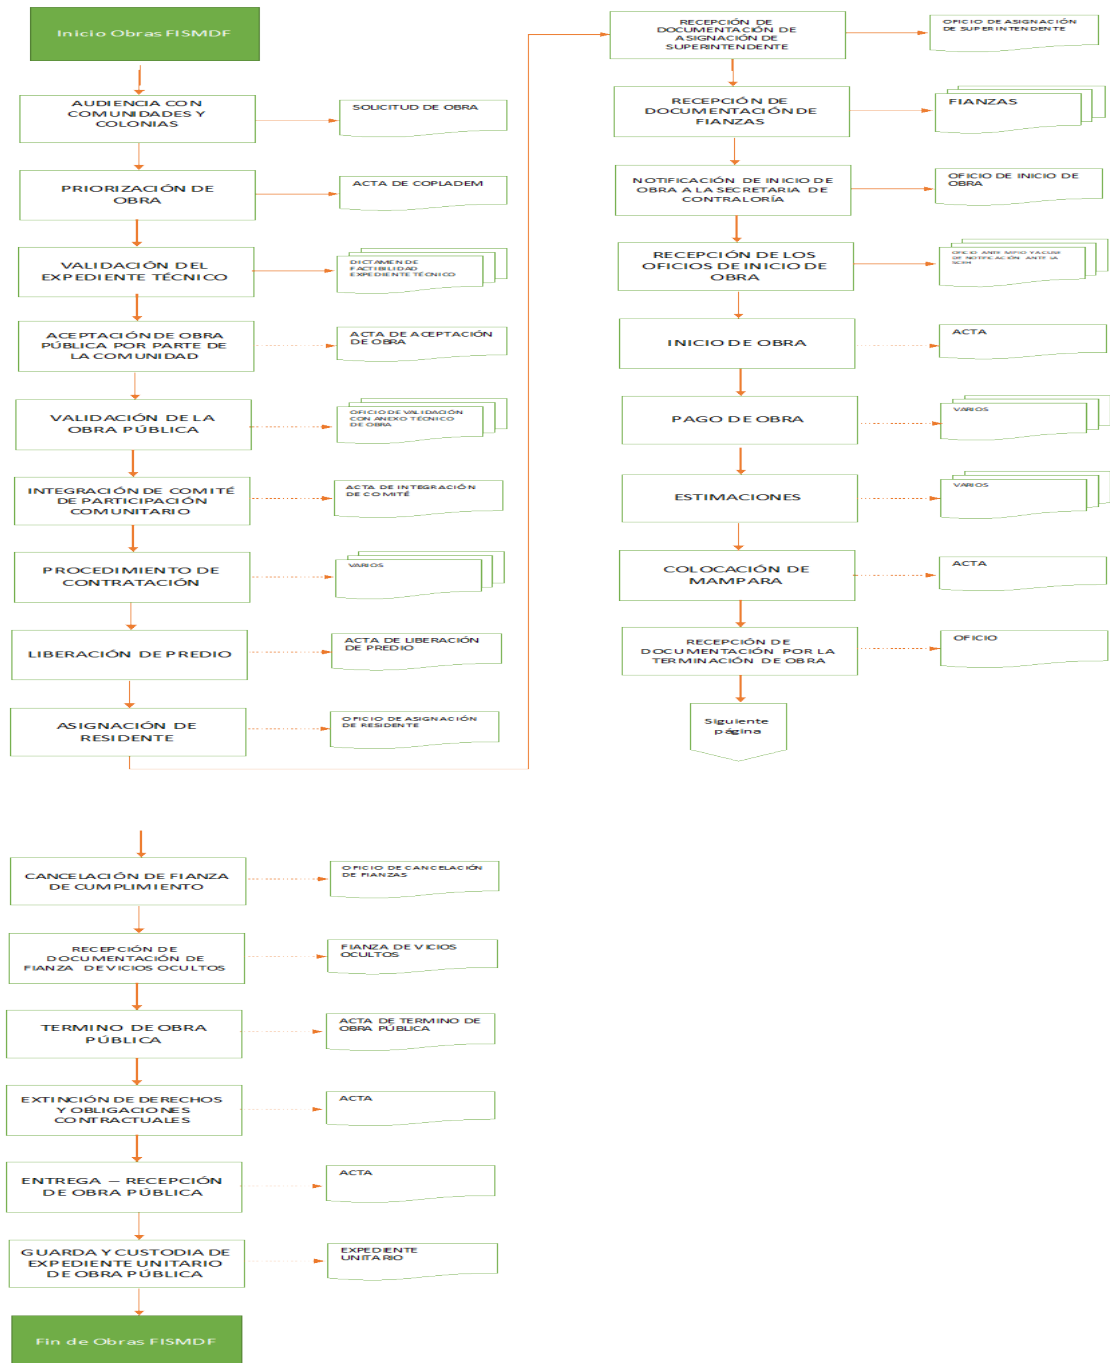 Inicio Obras FISMDF
AUDIENCIA CON
COMUNIDADES Y
COLONIAS
SOLICITUD DE OBRA
PRIORIZACIÓN DE
OBRA
ACTA DE COPLADEM
VALIDACIÓN DEL
EXPEDIENTE TÉCNICO
DICTAMEN DE
FACTIBILIDAD
EXPEDIENTE TÉCNICO
ACEPTACIÓN DE OBRA
PÚBLICA POR PARTE DE
LA COMUNIDAD
ACTA DE ACEPTACIÓN
DE OBRA
VALIDACIÓN DE LA
OBRA PÚBLICA
OFICIO DE VALIDACIÓN
CON ANEXO TÉCNICO
DE OBRA
INTEGRACIÓN DE COMITÉ
DE PARTICIPACIÓN
COMUNITARIO
ACTA DE INTEGRACIÓN
DE COMITÉ
PROCEDIMIENTO DE
CONTRATACIÓN
VARIOS
LIBERACIÓN DE PREDIO
ACTA DE LIBERACIÓN
DE PREDIO
ASIGNACIÓN DE
RESIDENTE
OFICIO DE ASIGNACIÓN
DE RESIDENTE
RECEPCIÓN DE
DOCUMENTACIÓN DE
ASIGNACIÓN DE
SUPERINTENDENTE
OFICIO DE ASIGNACIÓN
DE SUPERINTENDENTE
RECEPCIÓN DE
DOCUMENTACIÓN DE
FIANZAS
FIANZAS
NOTIFICACIÓN DE INICIO DE
OBRA A LA SECRETARIA DE
CONTRALORÍA
OFICIO DE INICIO DE
OBRA
RECEPCIÓN DE LOS
OFICIOS DE INICIO DE
OBRA
OFICIO ANTE Y ACUSE
DE NOTIFICACIÓN ANTE LA
INICIO DE OBRA
ACTA
PAGO DE OBRA
VARIOS
ESTIMACIONES
VARIOS
COLOCACIÓN DE
MAMPARA
ACTA
RECEPCIÓN DE
DOCUMENTACIÓN POR LA
TERMINACIÓN DE OBRA
OFICIO
Siguiente
página
CANCELACIÓN DE FIANZA
DE CUMPLIMIENTO
OFICIO DE CANCELACIÓN
DE FIANZAS
RECEPCIÓN DE
DOCUMENTACIÓN DE
FIANZA DE VICIOS OCULTOS
FIANZA DE VICIOS
OCULTOS
TERMINO DE OBRA
PÚBLICA
ACTA DE TERMINO DE
OBRA PÚBLICA
EXTINCIÓN DE DERECHOS
Y OBLIGACIONES
CONTRACTUALES
ACTA
ENTREGA – RECEPCIÓN
DE OBRA PÚBLICA
ACTA
GUARDA Y CUSTODIA DE
EXPEDIENTE UNITARIO
DE OBRA PÚBLICA
EXPEDIENTE
UNITARIO
Fin de Obras FISMDF